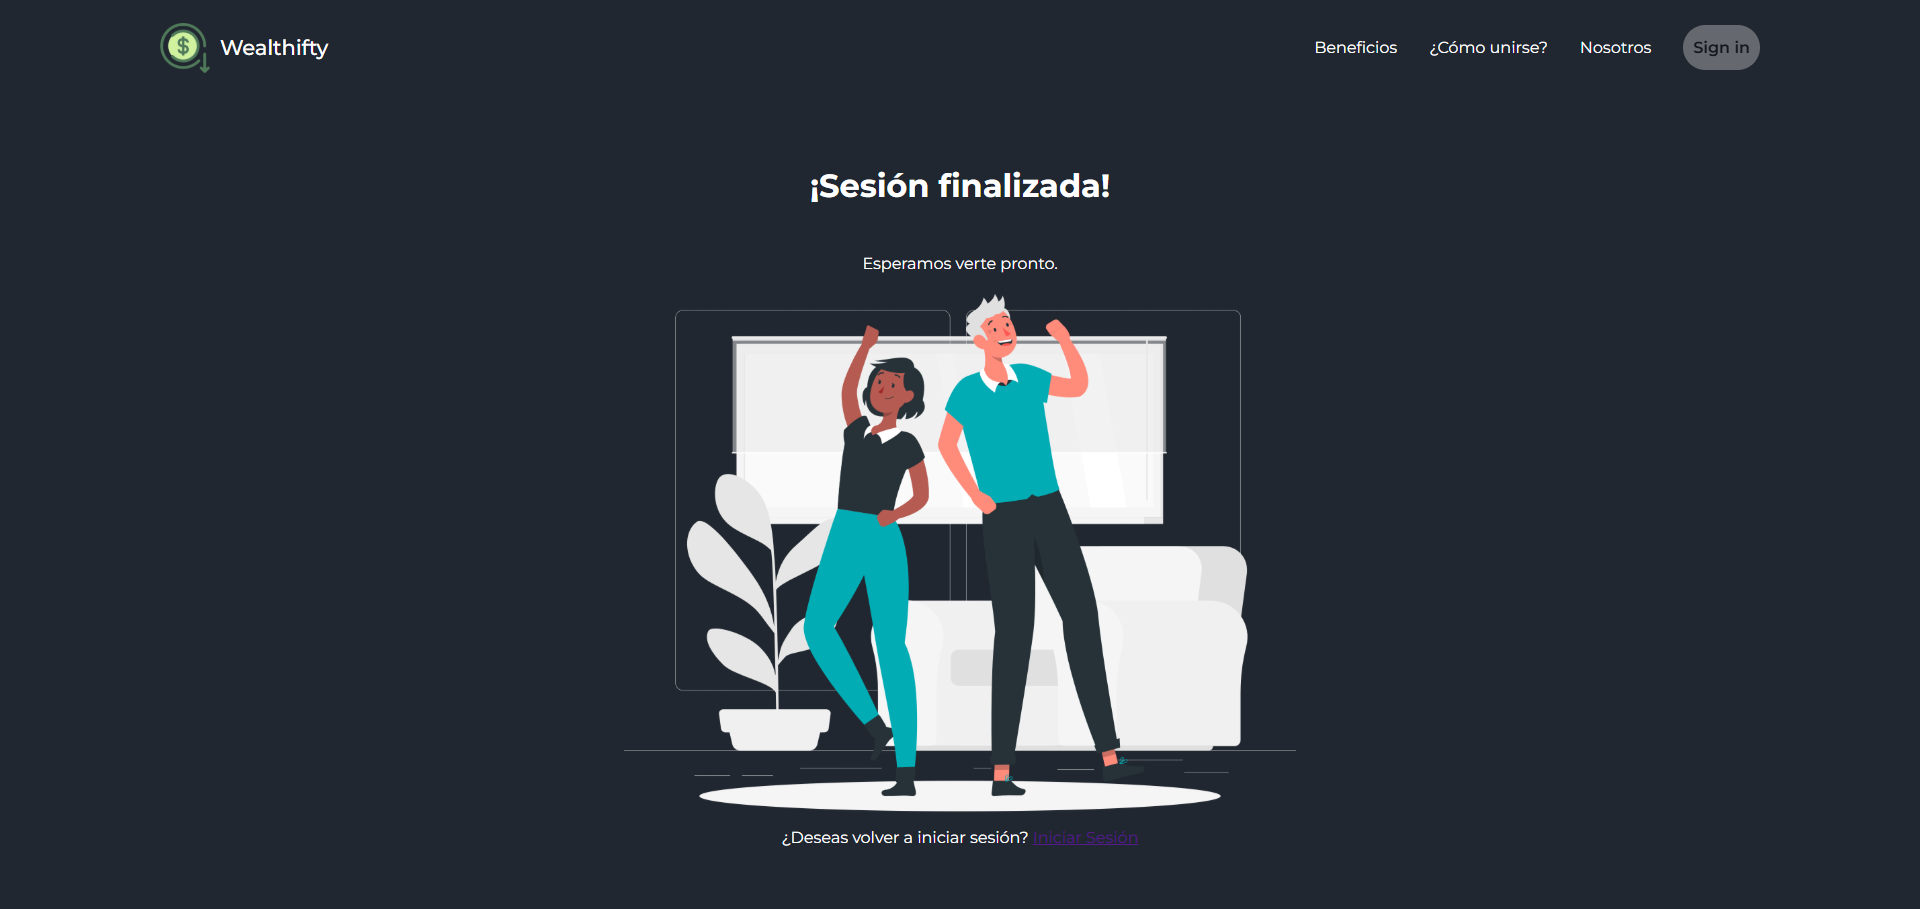 $ Wealthifty
Beneficios ¿Cómo unirse? Nosotros Sign in
¡Sesión finalizada!
Esperamos verte pronto.
¿Deseas volver a iniciar sesión? Iniciar Sesión